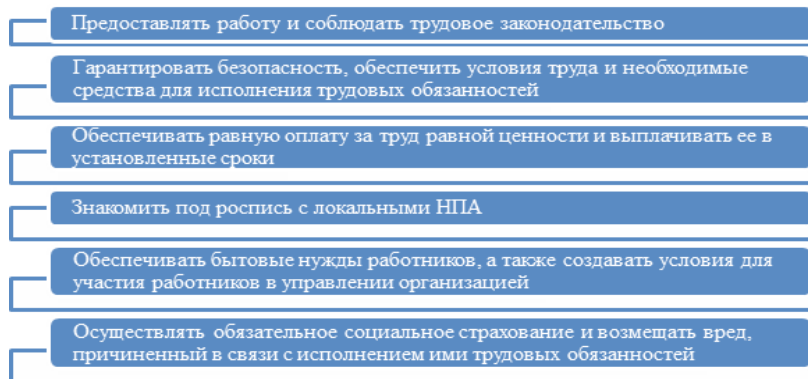 Предоставлять работу и соблюдать трудовое законодательство
Гарантировать безопасность, обеспечить условия труда и необходимые
средства для исполнения трудовых обязанностей
Обеспечивать равную оплату за труд равной ценности и выплачивать ее в
установленные сроки
Знакомить под роспись с локальными НПА
Обеспечивать бытовые нужды работников, а также создавать условия для
участия работников в управлении организацией
Осуществлять обязательное социальное страхование и возмещать вред,
причиненный в связи с исполнением ими трудовых обязанностей